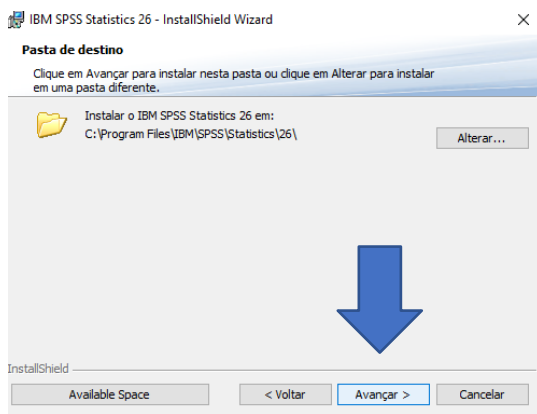 IBM SPSS Statistics 26 - InstallShield Wizard
Pasta de destino
Clique em Avançar para instalar nesta pasta ou clique em Alterar para instalar
em uma pasta diferente.
Instalar o IBM SPSS Statistics 26 em:
C:\Program Files\IBM\SPSS\Statistics\26\
Alterar...
InstallShield
Available Space
< Voltar
Avançar >
Cancelar